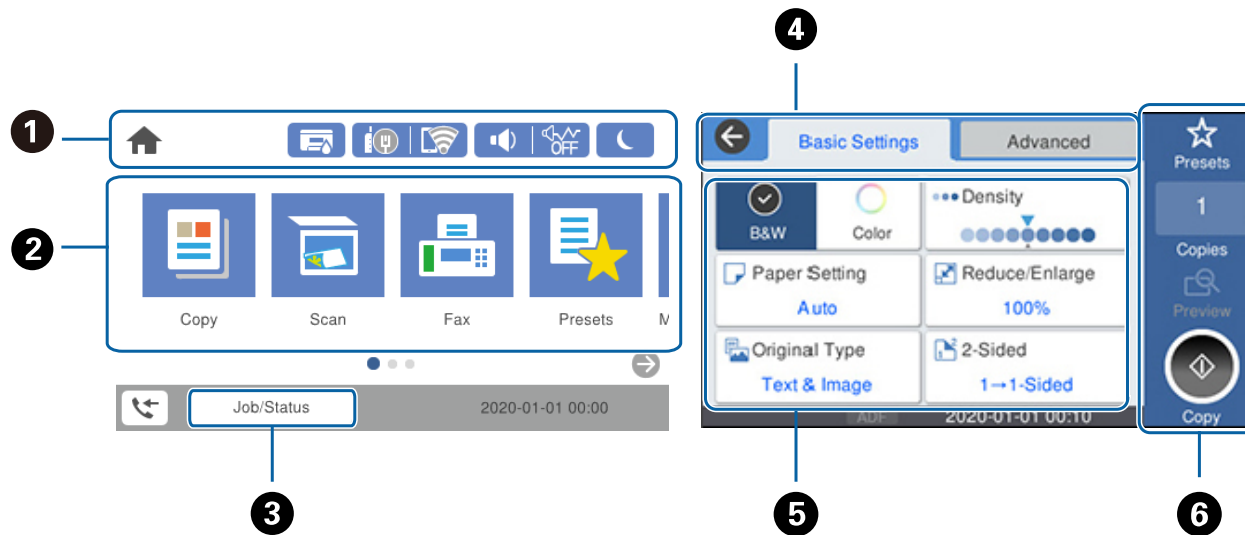 4
1
OFF
2
Copy
Scan
Fax
Presets
M
Job/Status
2020-01-01 00:00
3
Basic Settings
Advanced
B&W
Color
Density
Paper Setting
Auto
Reduce/Enlarge
100%
Original Type
Text & Image
2-Sided
1→1-Sided
ADF
2020-01-01 00:10
Presets
1
Copies
Preview
Copy
5
6